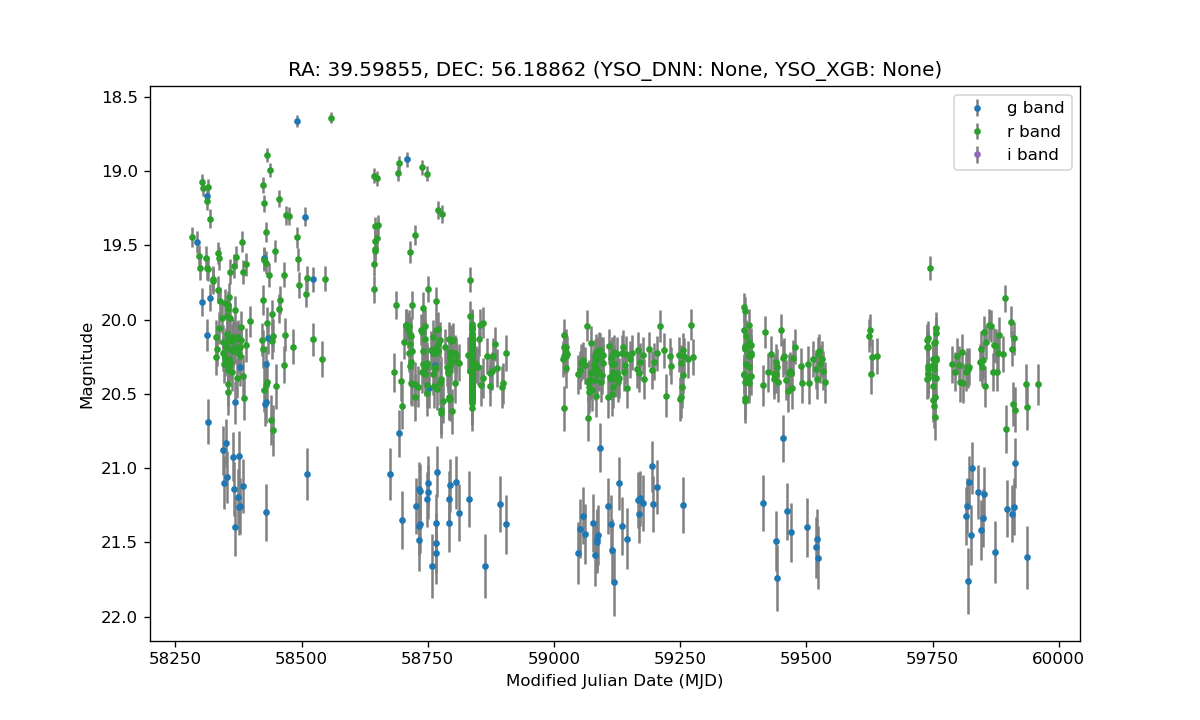 RA: 39.59855, DEC: 56.18862 (YSO_DNN: None, YSO_XGB: None)
g band
r band
i band
18.5
19.0
19.5
20.0
20.5
21.0
21.5
22.0
Magnitude
58250 58500 58750 59000 59250 59500 59750 60000
Modified Julian Date (MJD)